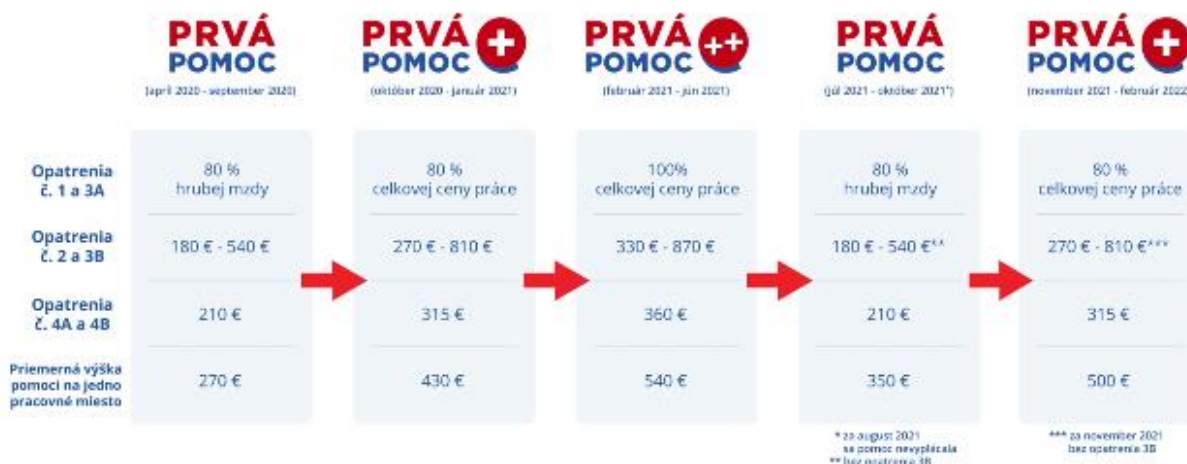 PRVÁ
POMOC
(apríl 2020 - september 2020)
PRVÁ +
POMOC
(október 2020 - január 2021)
PRVÁ ++
POMOC
(február 2021 - jún 2021)
PRVÁ
POMOC
(júl 2021 - október 2021*)
PRVÁ +
POMOC
(november 2021 - február 2022
Opatrenia
č. 1 a 3A
80 %
hrubej mzdy
80 %
celkovej ceny práce
100%
celkovej ceny práce
80 %
hrubej mzdy
80 %
celkovej ceny práce
Opatrenia
č. 2 a 3B
180 € - 540 €
270 € - 810 €
330 € - 870 €
180 € - 540 €**
270 € - 810 €***
Opatrenia
č. 4A a 4B
210 €
315 €
360 €
210 €
315 €
Priemerná výška
pomoci na jedno
pracovné miesto
270 €
430 €
540 €
350 €
500 €
* za august 2021
sa pomoc nevyplácala
** bez opatrenia 3B
*** za november 2021
bez opatrenia 3B